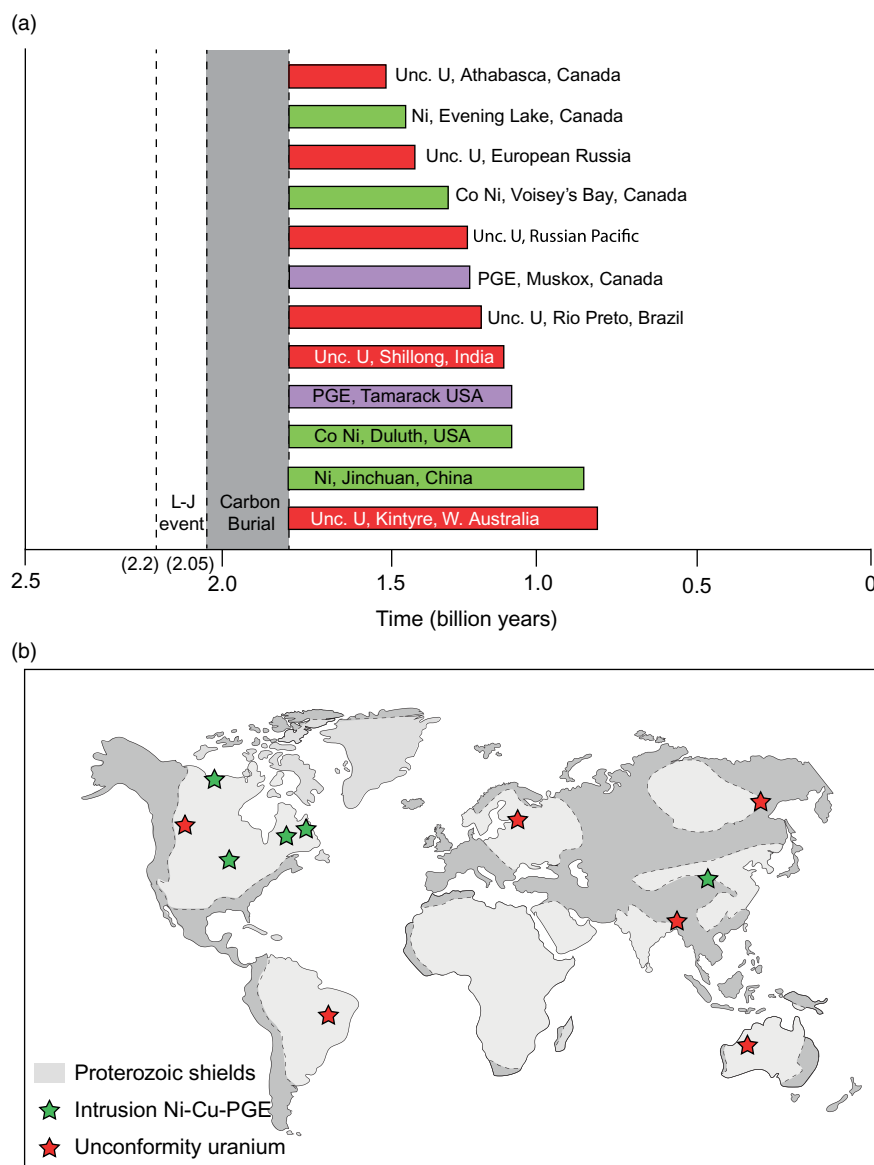 (a)
Unc. U, Athabasca, Canada
Ni, Evening Lake, Canada
Unc. U, European Russia
Co Ni, Voisey's Bay, Canada
Unc. U, Russian Pacific
PGE, Muskox, Canada
Unc. U, Rio Preto, Brazil
Unc. U, Shillong, India
PGE, Tamarack USA
Co Ni, Duluth, USA
Ni, Jinchuan, China
Unc. U, Kintyre, W. Australia
L-J
event
Carbon
Burial
(2.2) (2.05)
2.5 2.0 1.5 1.0 0.5 0
Time (billion years)
(b)
Proterozoic shields
Intrusion Ni-Cu-PGE
Unconformity uranium